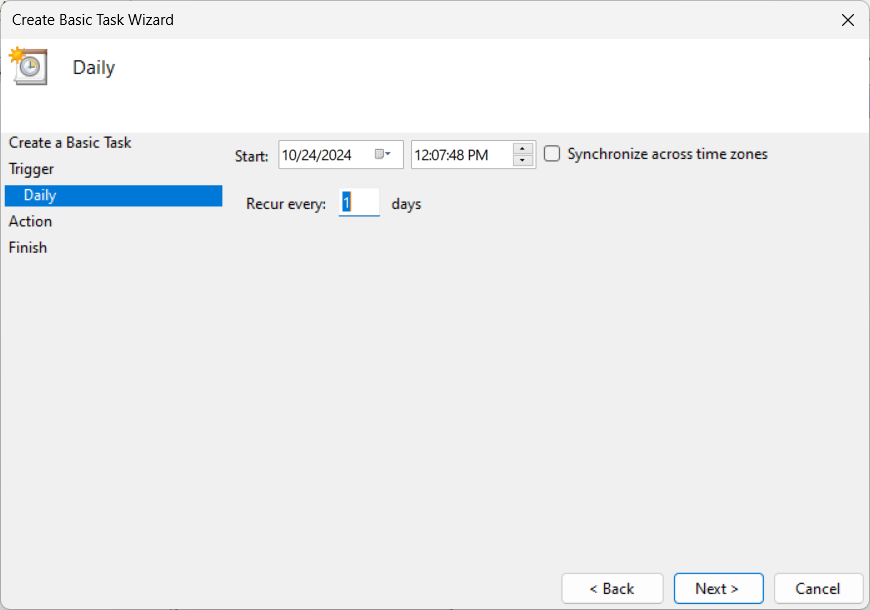 Create Basic Task Wizard
Daily
Create a Basic Task
Trigger
Daily
Action
Finish
Start: 10/24/2024 12:07:48 PM Synchronize across time zones
Recur every: 1 days
< Back Next > Cancel